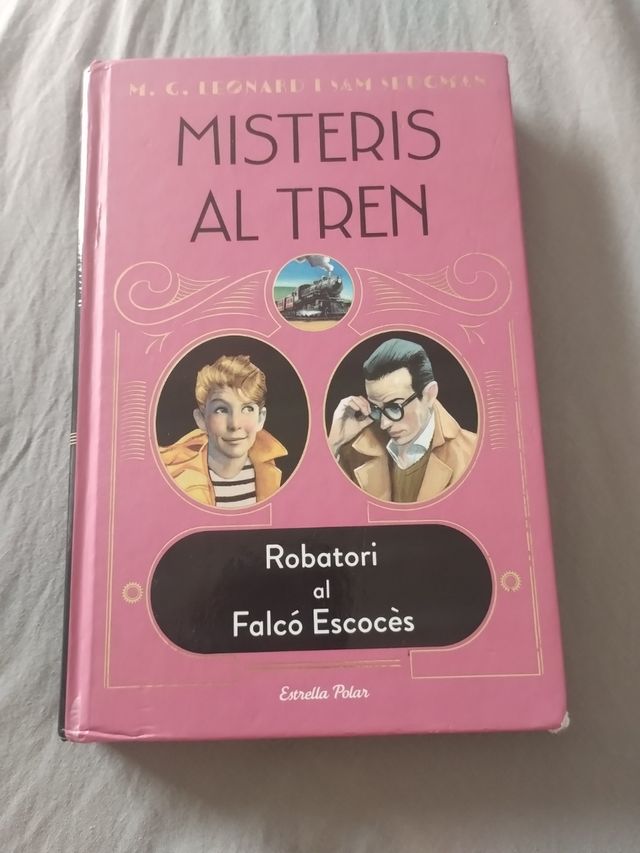 M. G. LEONARD I SAM SEDGMAN
MISTERIS
AL TREN
Robatori
al
Falcó Escocès
Estrella Polar